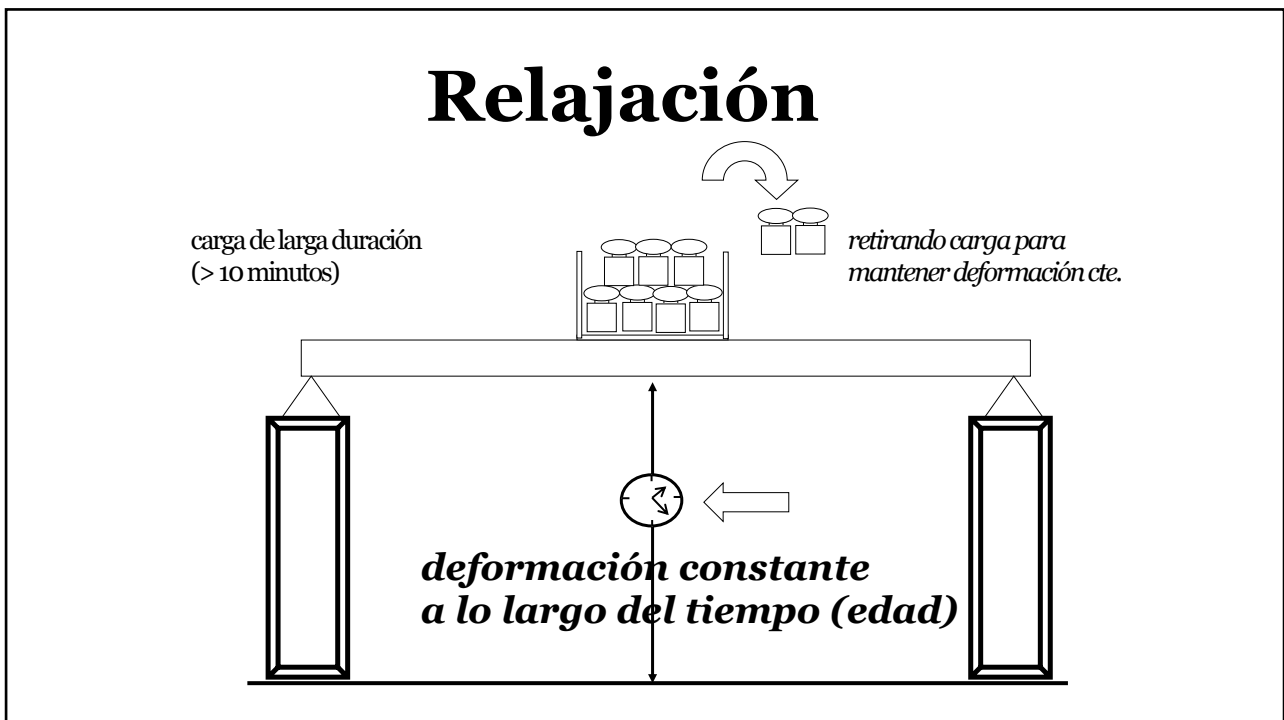 Relajación
carga de larga duración
(> 10 minutos)
retirando carga para
mantener deformación cte.
deformación constante
a lo largo del tiempo (edad)